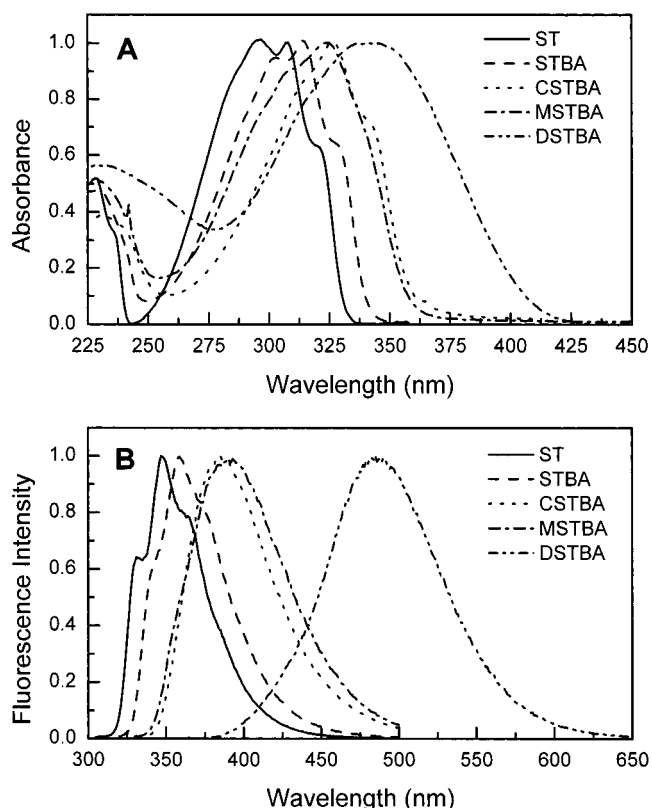 A
ST
STBA
CSTBA
MSTBA
DSTBA
Absorbance
1.0
0.8
0.6
0.4
0.2
0.0
225 250 275 300 325 350 375 400 425 450
Wavelength (nm)
B
ST
STBA
CSTBA
MSTBA
DSTBA
Fluorescence Intensity
1.0
0.8
0.6
0.4
0.2
0.0
300 350 400 450 500 550 600 650
Wavelength (nm)